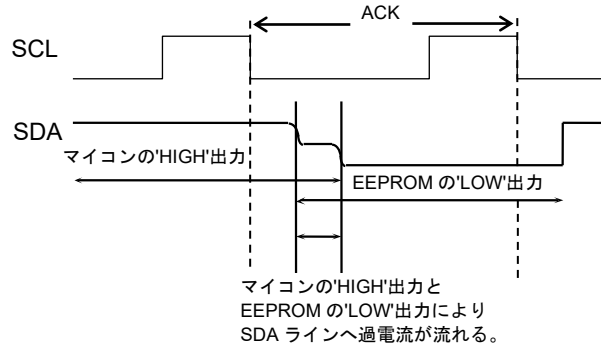 ACK
SCL
SDA
マイコンの'HIGH'出力
EEPROM の'LOW'出力
マイコンの'HIGH'出力と
EEPROM の'LOW'出力により
SDA ラインへ過電流が流れる。